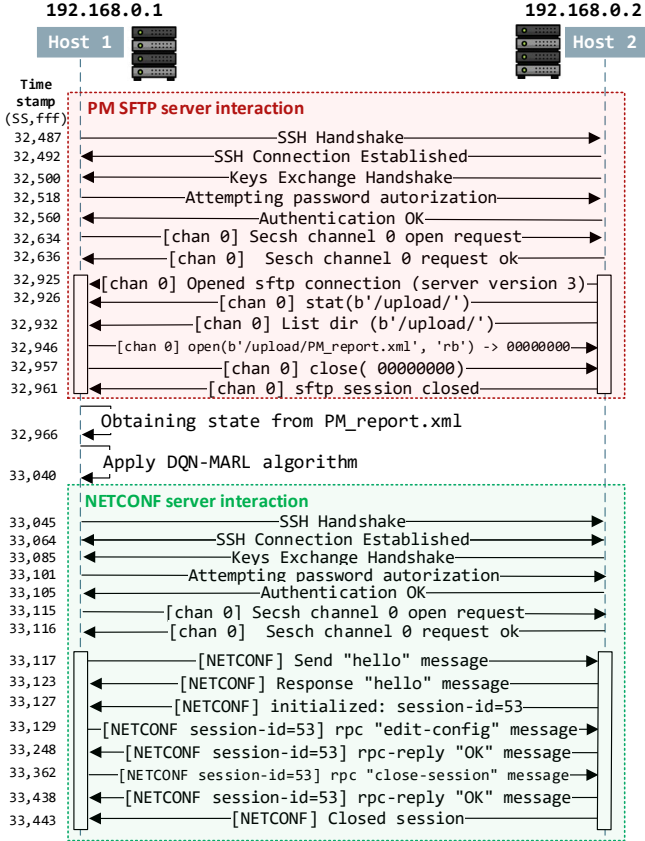 192.168.0.1 192.168.0.2
Host 1 Host 2
Time
stamp
(SS,fff)
PM SFTP server interaction
32,487 SSH Handshake
32,492 SSH Connection Established
32,500 Keys Exchange Handshake
32,518 Attempting password autorization
32,560 Authentication OK
32,634 [chan 0] Secsh channel 0 open request
32,636 [chan 0] Sesch channel 0 request ok
32,925 [chan 0] Opened sftp connection (server version 3)
32,926 [chan 0] stat(b'/upload/')
32,932 [chan 0] List dir (b'/upload/')
32,946 [chan 0] open(b'/upload/PM_report.xml', 'rb') -> 00000000
32,957 [chan 0] close( 00000000)
32,961 [chan 0] sftp session closed
Obtaining state from PM_report.xml
32,966
Apply DQN-MARL algorithm
33,040
NETCONF server interaction
33,045 SSH Handshake
33,064 SSH Connection Established
33,085 Keys Exchange Handshake
33,101 Attempting password autorization
33,105 Authentication OK
33,115 [chan 0] Secsh channel 0 open request
33,116 [chan 0] Sesch channel 0 request ok
33,117 [NETCONF] Send "hello" message
33,123 [NETCONF] Response "hello" message
33,127 [NETCONF] initialized: session-id=53
33,129 [NETCONF session-id=53] rpc "edit-config" message
33,248 [NETCONF session-id=53] rpc-reply "OK" message
33,362 [NETCONF session-id=53] rpc "close-session" message
33,438 [NETCONF session-id=53] rpc-reply "OK" message
33,443 [NETCONF] Closed session